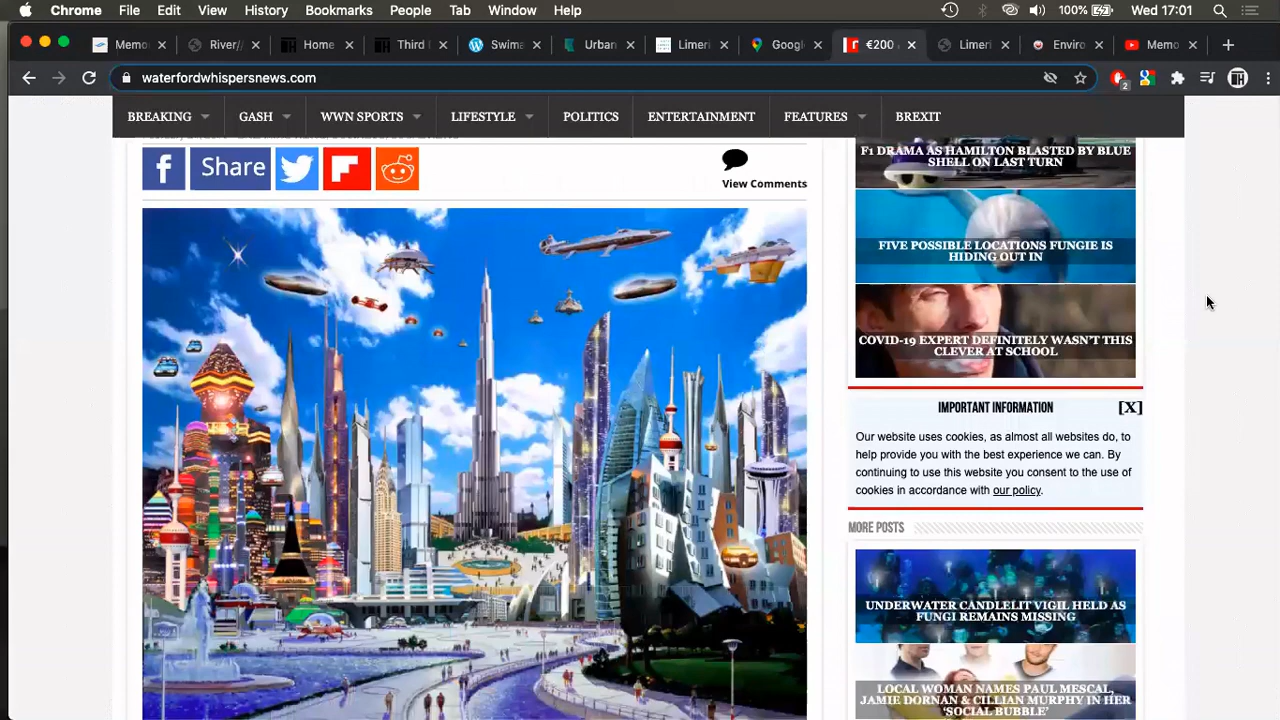 Chrome File Edit View History Bookmarks People Tab Window Help 100% Wed 17:01
Memo River// Home Third Swima Urban Limeri Googl €200 Limeri Enviro Memo
waterfordwhispersnews.com 2
BREAKING GASH WWN SPORTS LIFESTYLE POLITICS ENTERTAINMENT FEATURES BREXIT
Share
View Comments
F1 DRAMA AS HAMILTON BLASTED BY BLUE
SHELL ON LAST TURN
FIVE POSSIBLE LOCATIONS FUNGIE IS
HIDING OUT IN
COVID-19 EXPERT DEFINITELY WASN'T THIS
CLEVER AT SCHOOL
IMPORTANT INFORMATION [X]
Our website uses cookies, as almost all websites do, to
help provide you with the best experience we can. By
continuing to use this website you consent to the use of
cookies in accordance with our policy.
MORE POSTS
UNDERWATER CANDLELIT VIGIL HELD AS
FUNGI REMAINS MISSING
LOCAL WOMAN NAMES PAUL MESCAL,
JAMIE DORNAN & CILLIAN MURPHY IN HER
'SOCIAL BUBBLE'